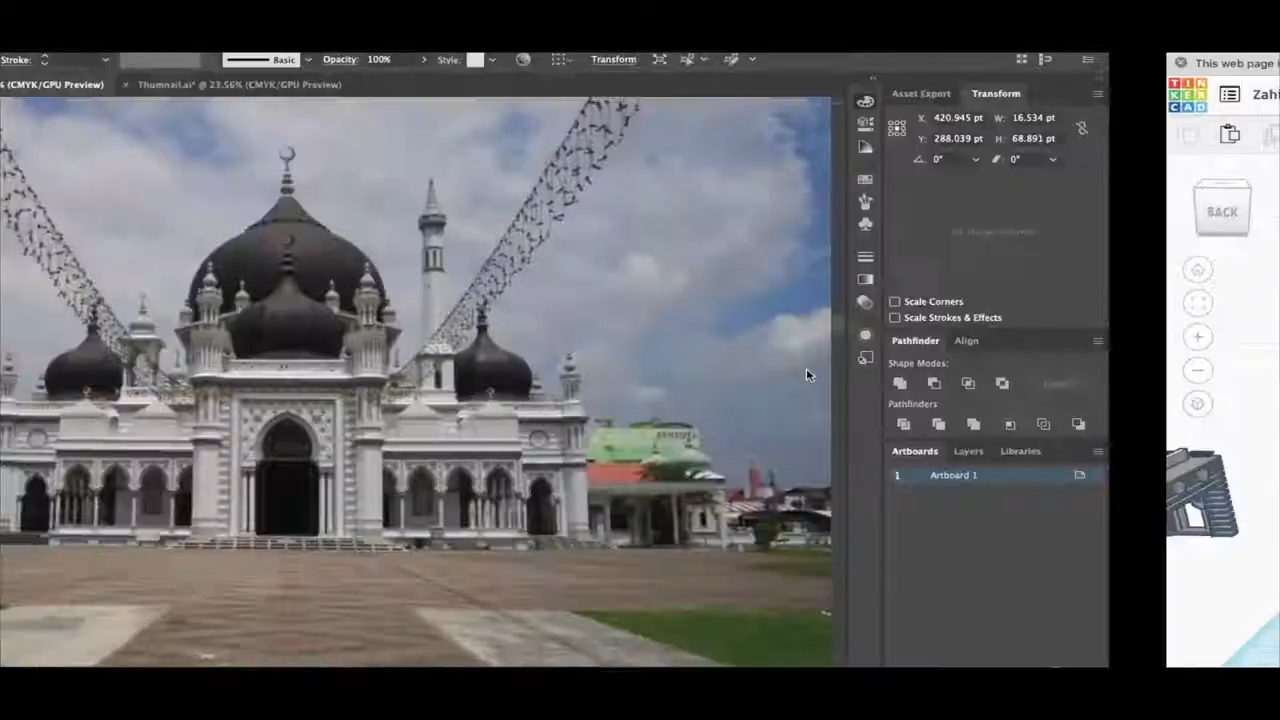 Stroke:
Basic
Opacity: 100%
Style:
Transform
% (CMYK/GPU Preview)
× Thumnail.ai* @ 23.56% (CMYK/GPU Preview)
Asset Export
Transform
X: 420.945 pt
W: 16.534 pt
Y: 288.039 pt
H: 68.891 pt
0°
0°
Scale Corners
Scale Strokes & Effects
Pathfinder
Align
Shape Modes:
Pathfinders:
Artboards
Layers
Libraries
1
Artboard 1
This web page i
TIN
KER
CAD
Zahi
BACK